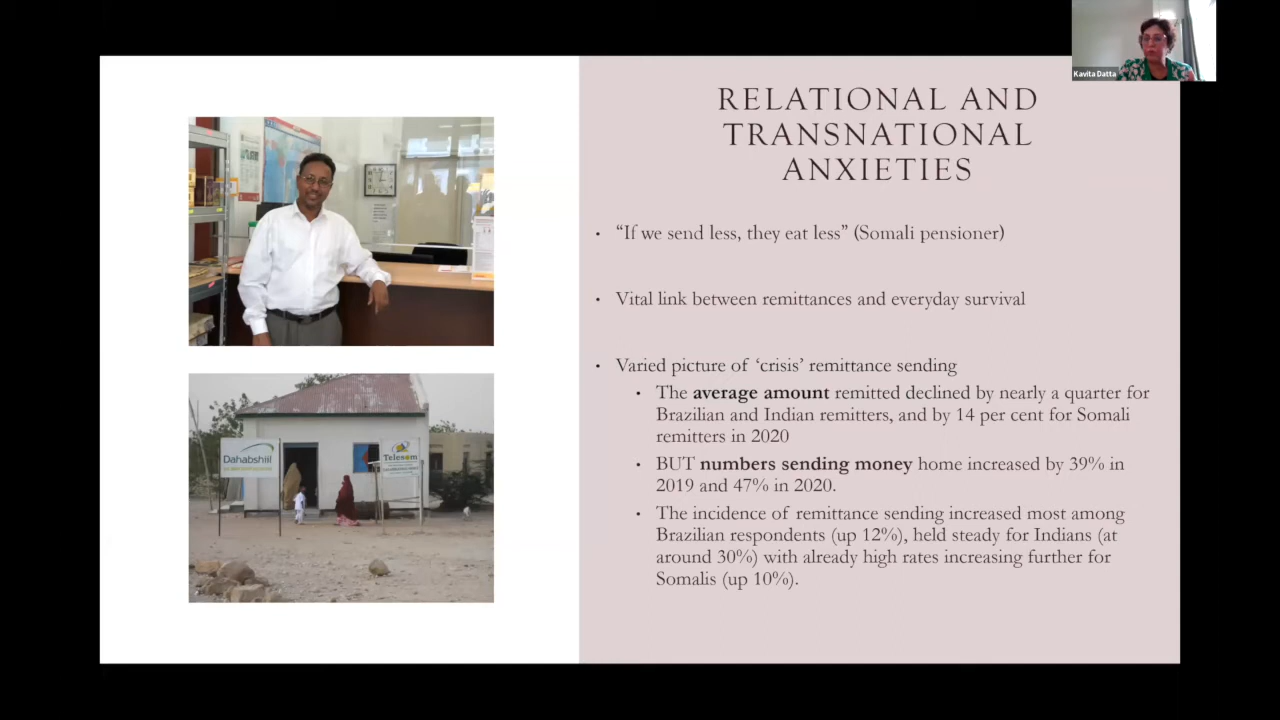 Kavita Datta
RELATIONAL AND
TRANSNATIONAL
ANXIETIES
• “If we send less, they eat less” (Somali pensioner)
• Vital link between remittances and everyday survival
• Varied picture of ‘crisis’ remittance sending
• The average amount remitted declined by nearly a quarter for
Brazilian and Indian remitters, and by 14 per cent for Somali
remitters in 2020
• BUT numbers sending money home increased by 39% in
2019 and 47% in 2020.
• The incidence of remittance sending increased most among
Brazilian respondents (up 12%), held steady for Indians (at
around 30%) with already high rates increasing further for
Somalis (up 10%).
Dahabshiil
Telesom